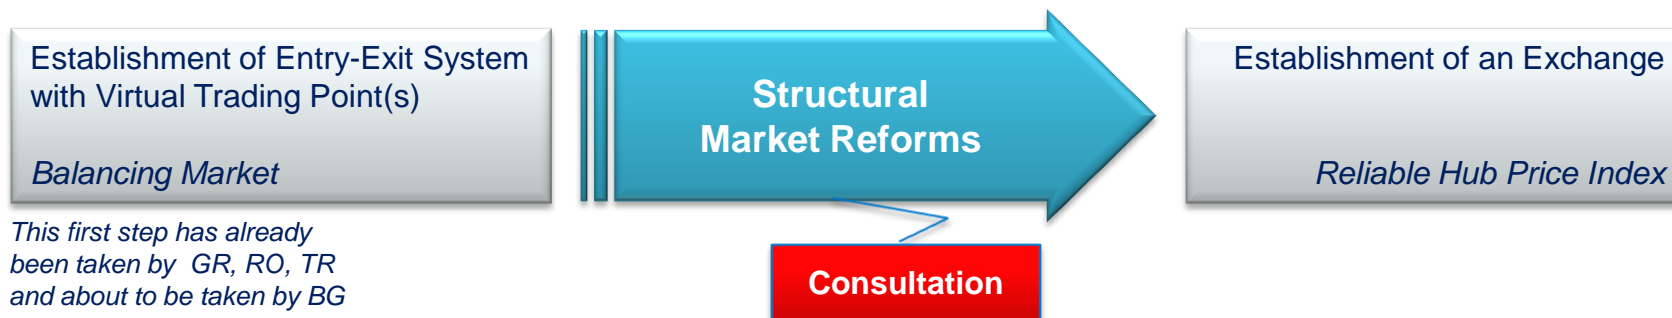 Establishment of Entry-Exit System
with Virtual Trading Point(s)
Balancing Market
This first step has already
been taken by GR, RO, TR
and about to be taken by BG
Structural
Market Reforms
Consultation
Establishment of an Exchange
Reliable Hub Price Index